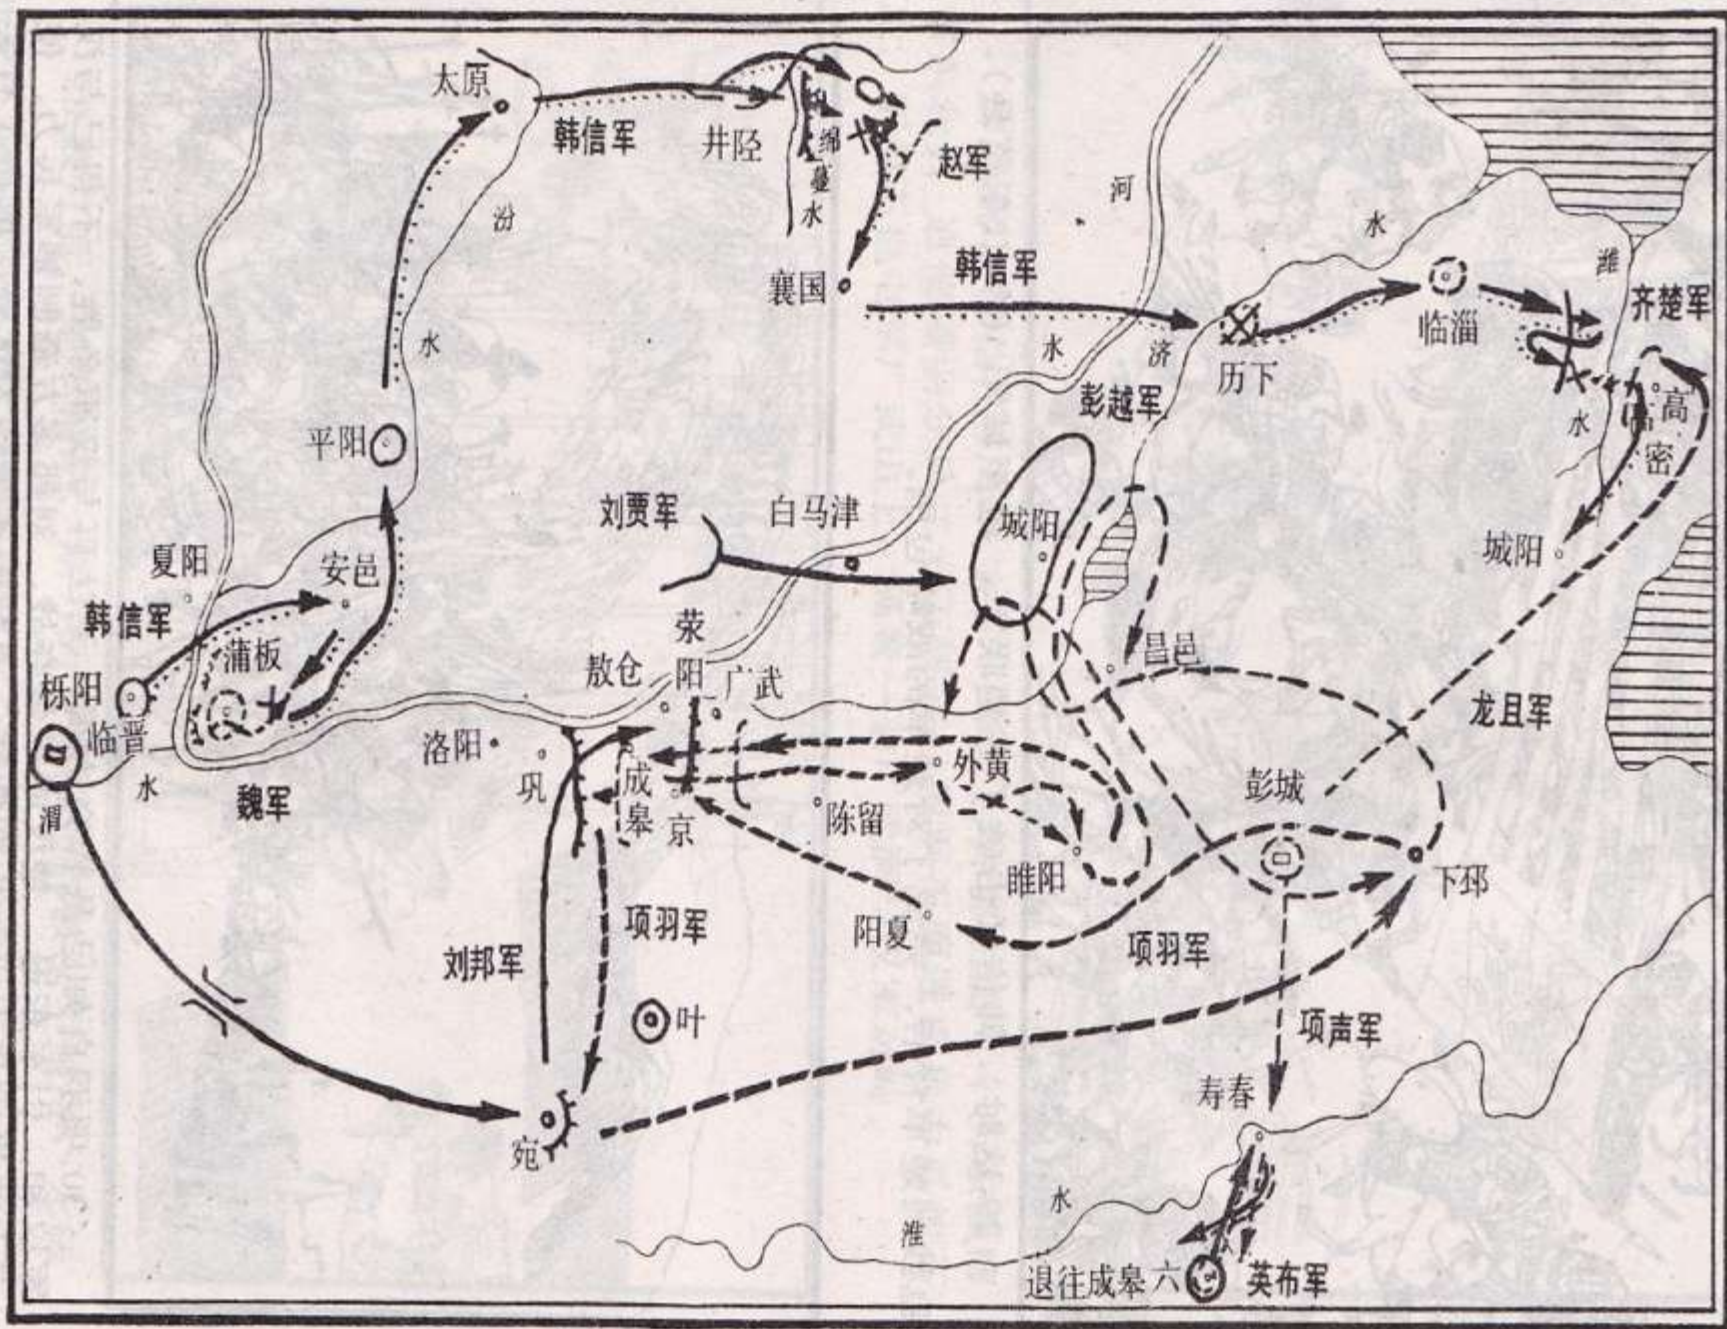 太原
韩信军
井陉
绵蔓水
赵军
汾
水
襄国
韩信军
河
水
水
济
历下
临淄
潍
水
齐楚军
高密
彭越军
平阳
刘贾军
白马津
城阳
城阳
夏阳
安邑
韩信军
蒲板
栎阳
临晋
渭
水
魏军
荥阳
敖仓
广武
昌邑
洛阳
巩
成皋
京
外黄
陈留
睢阳
彭城
龙且军
下邳
阳夏
项羽军
项羽军
刘邦军
叶
项声军
宛
寿春
水
淮
退往成皋
六
英布军